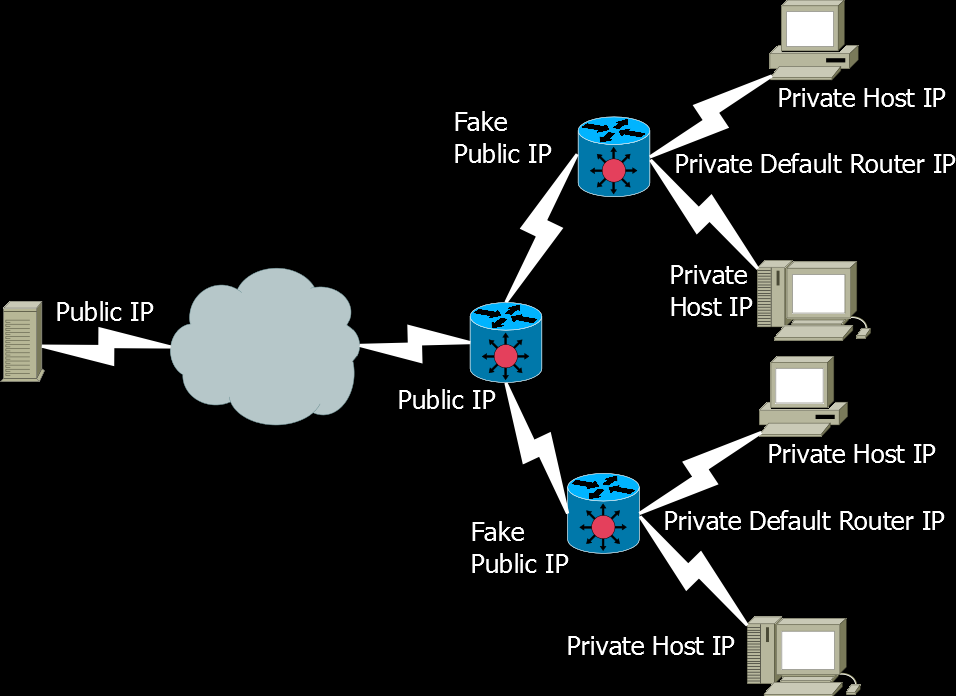 Private Host IP
Fake
Public IP
Private Default Router IP
Private
Host IP
Public IP
Public IP
Private Host IP
Private Default Router IP
Fake
Public IP
Private Host IP